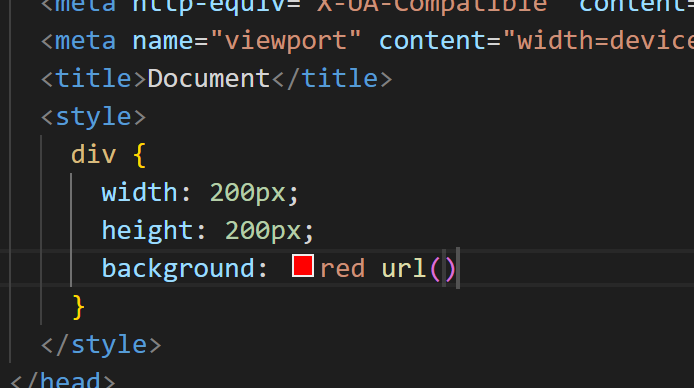 <meta http-equiv="X-UA-Compatible" content=
<meta name="viewport" content="width=device
<title>Document</title>
<style>
div {
width: 200px;
height: 200px;
background: red url()
}
</style>
</head>